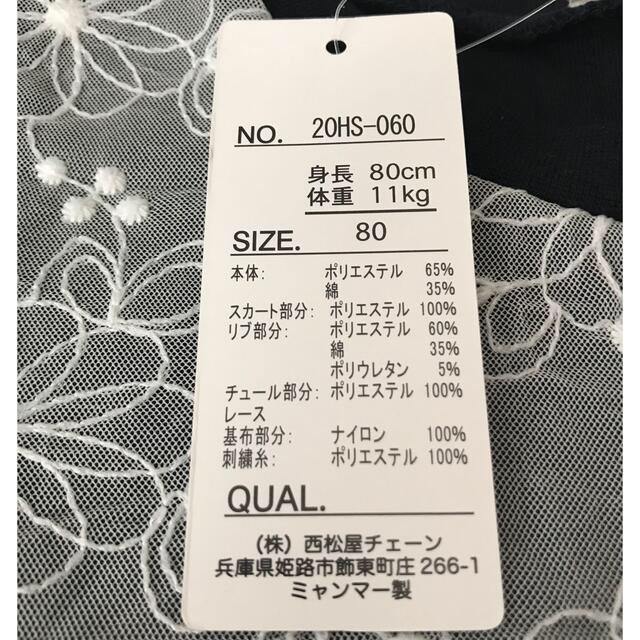 NO. 20HS-060
身長 80cm
体重 11kg
SIZE. 80
本体: ポリエステル 65%
綿 35%
スカート部分: ポリエステル 100%
リブ部分: ポリエステル 60%
綿 35%
ポリウレタン 5%
チュール部分: ポリエステル 100%
レース
基布部分: ナイロン 100%
刺繍糸: ポリエステル 100%
QUAL.
(株) 西松屋チェーン
兵庫県姫路市飾東町庄266-1
ミャンマー製